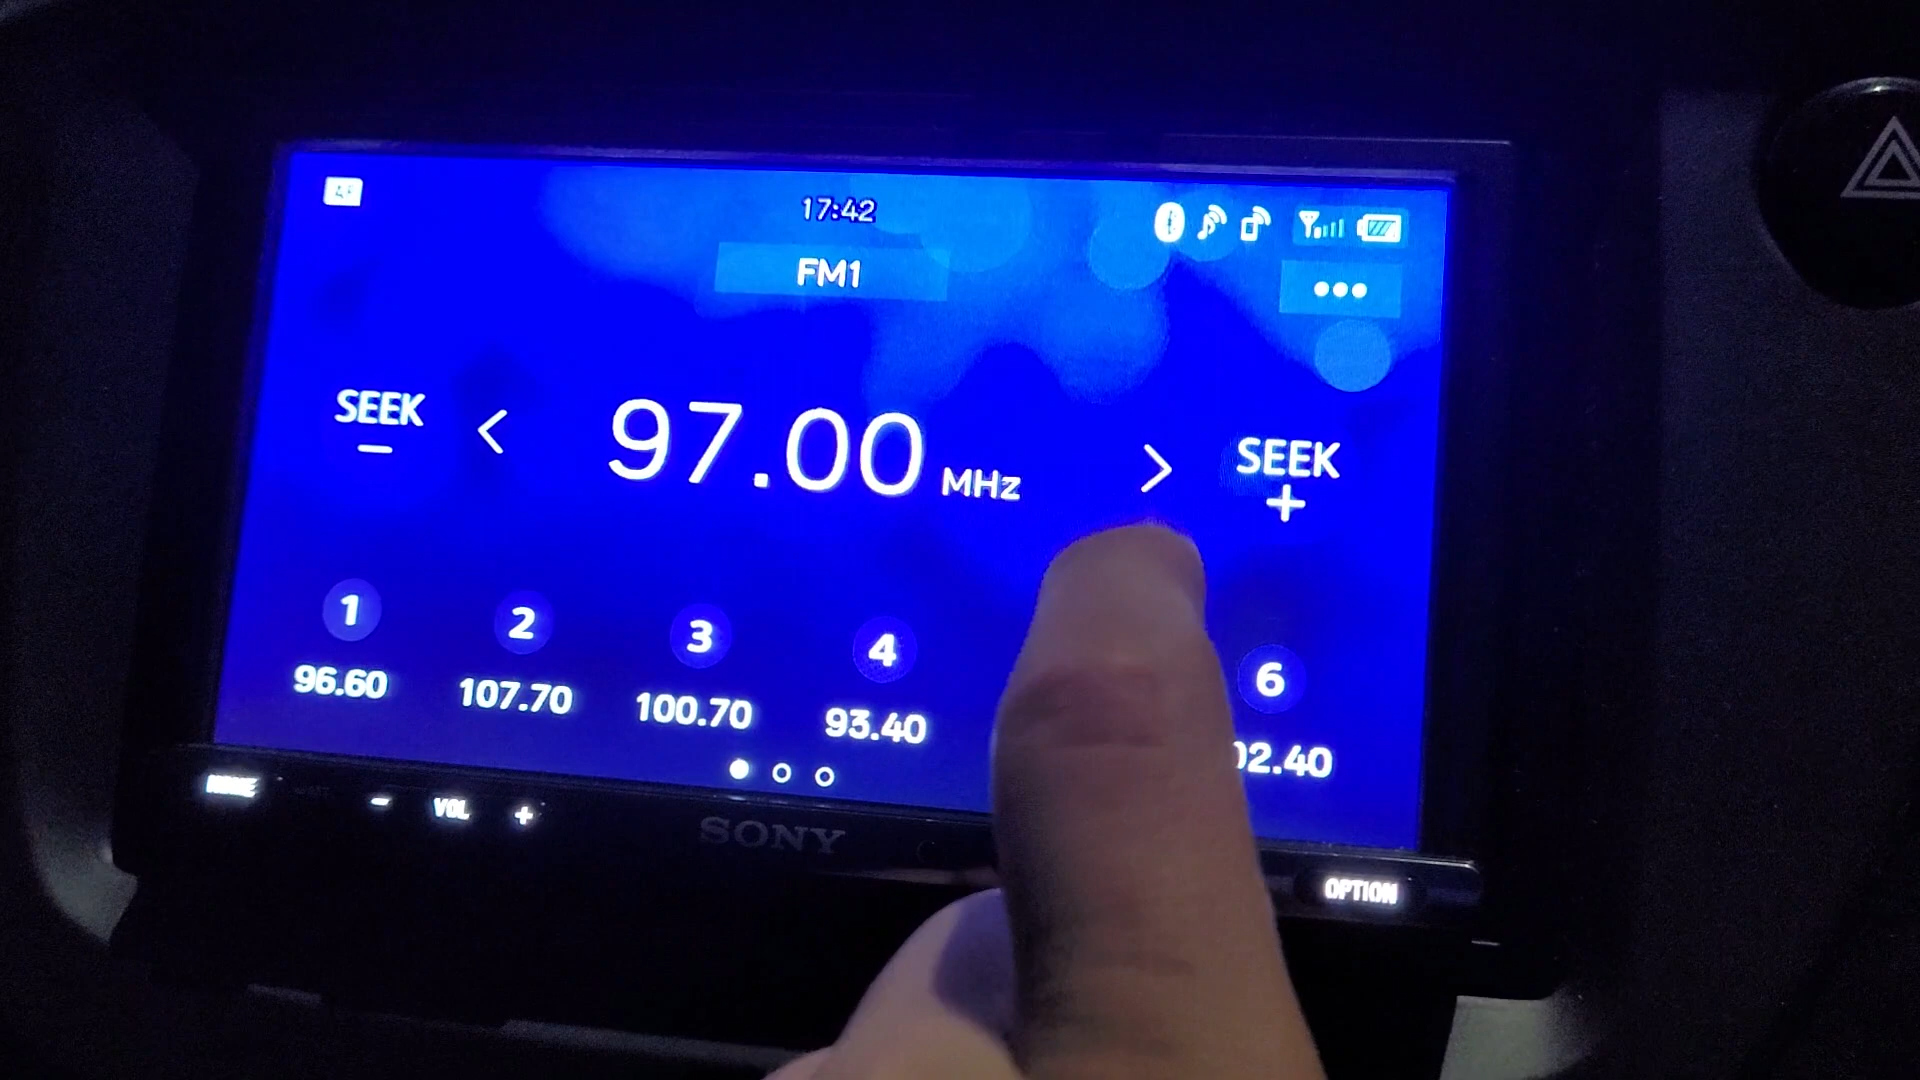 AF
17:42
FM1
SEEK
97.00 MHz
SEEK
1
2
3
4
6
96.60
107.70
100.70
93.40
02.40
VOL
SONY
OPTION